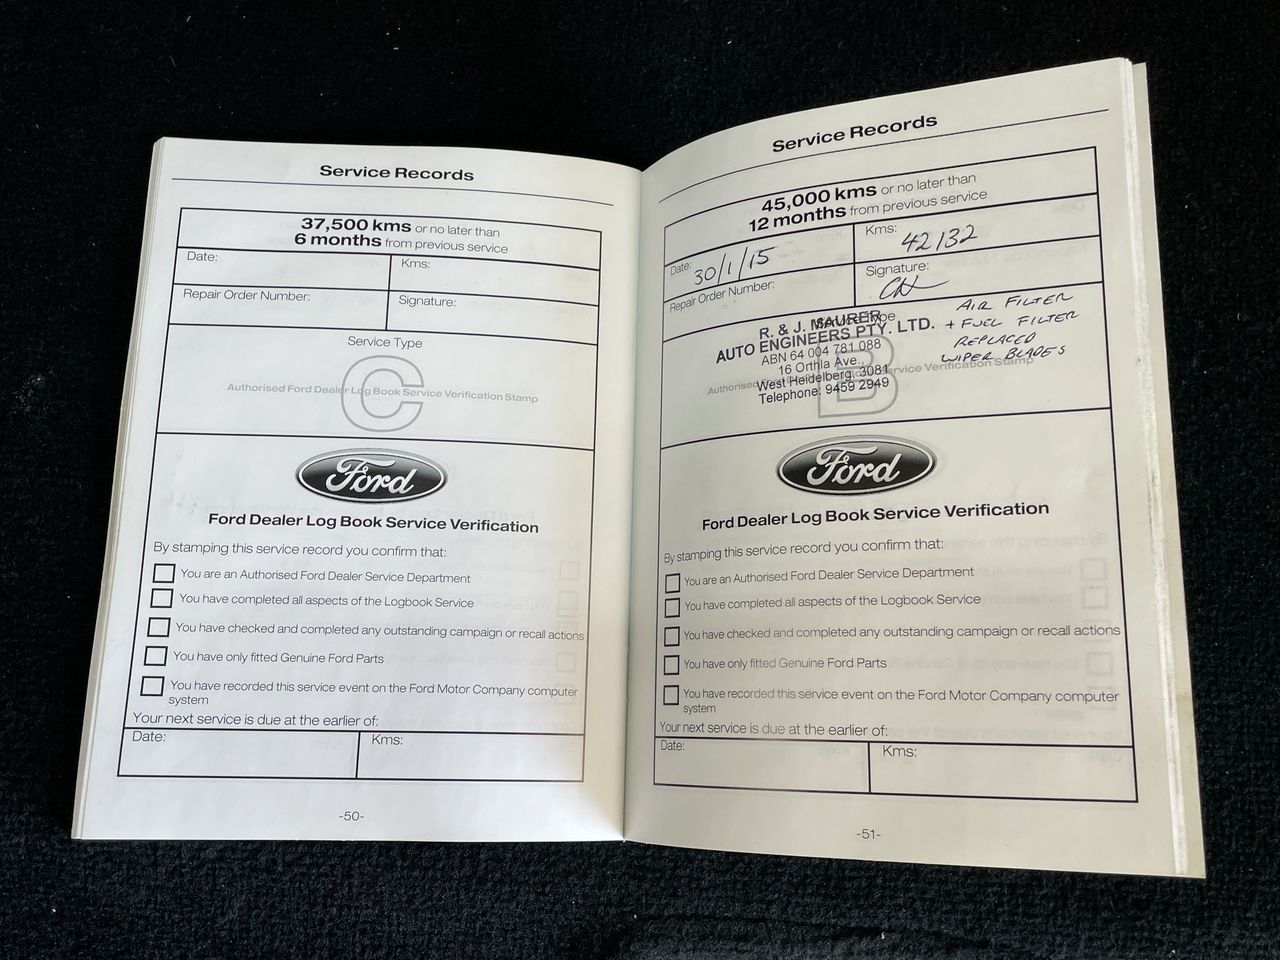 Service Records
37,500 kms or no later than
6 months from previous service
Date:
Kms:
Repair Order Number:
Signature:
Service Type
C
Authorised Ford Dealer Log Book Service Verification Stamp
Ford
Ford Dealer Log Book Service Verification
By stamping this service record you confirm that:
You are an Authorised Ford Dealer Service Department
You have completed all aspects of the Logbook Service
You have checked and completed any outstanding campaign or recall actions
You have only fitted Genuine Ford Parts
You have recorded this service event on the Ford Motor Company computer
system
Your next service is due at the earlier of:
Date:
Kms:
-50-
Service Records
45,000 kms or no later than
12 months from previous service
Date: 30/1/15
Kms: 42132
Repair Order Number:
Signature:
Service Type
R. & J. MAURER
AUTO ENGINEERS PTY. LTD.
ABN 64 004 781 088
16 Orthla Ave.,
West Heidelberg, 3081
Telephone: 9459 2949
AIR FILTER
+ FUEL FILTER
REPLACED
WIPER BLADES
B
Authorised Ford Dealer Log Book Service Verification Stamp
Ford
Ford Dealer Log Book Service Verification
By stamping this service record you confirm that:
You are an Authorised Ford Dealer Service Department
You have completed all aspects of the Logbook Service
You have checked and completed any outstanding campaign or recall actions
You have only fitted Genuine Ford Parts
You have recorded this service event on the Ford Motor Company computer
system
Your next service is due at the earlier of:
Date:
Kms:
-51-